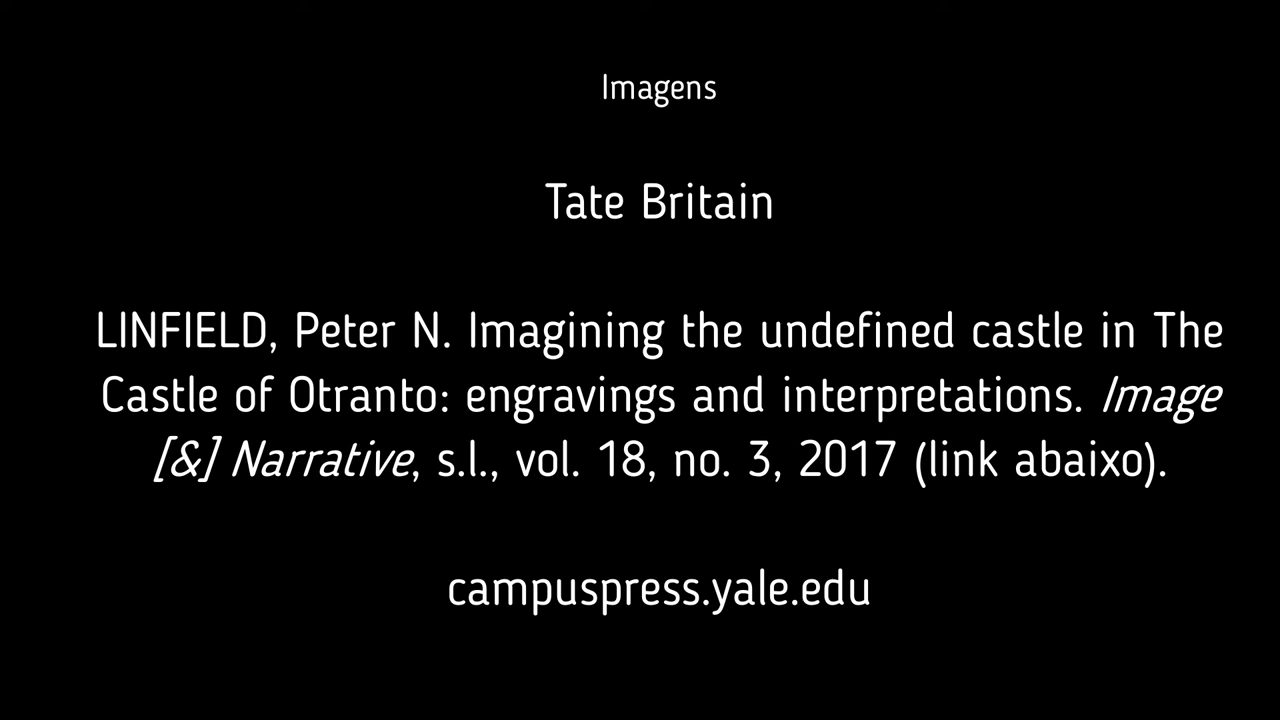 Imagens
Tate Britain
LINFIELD, Peter N. Imagining the undefined castle in The
Castle of Otranto: engravings and interpretations. Image
[&] Narrative, s.l., vol. 18, no. 3, 2017 (link abaixo).
campuspress.yale.edu